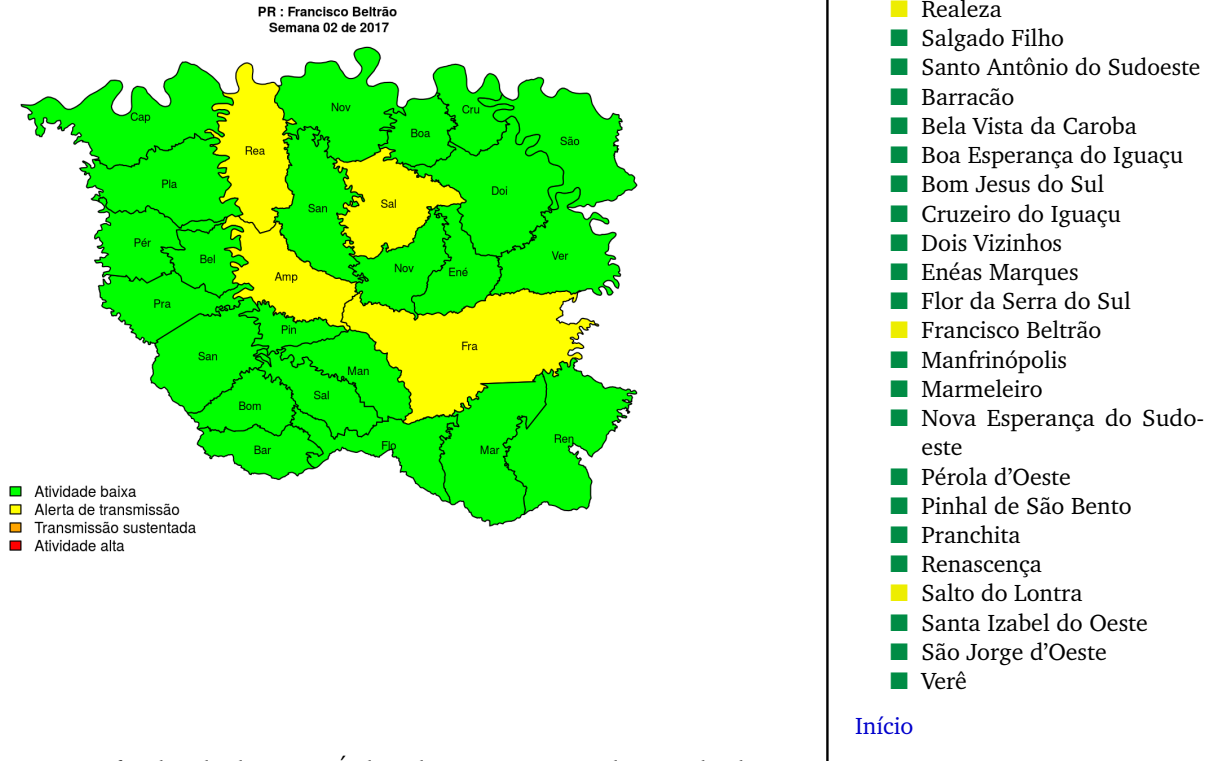 PR : Francisco Beltrão
Semana 02 de 2017
Cap
Nov
Cru
Boa
São
Rea
Pla
Doi
Sal
San
Pér
Bel
Ver
Nov
Ené
Amp
Pra
Pin
Fra
San
Man
Sal
Bom
Flo
Ren
Bar
Mar
Atividade baixa
Alerta de transmissão
Transmissão sustentada
Atividade alta
Realeza
Salgado Filho
Santo Antônio do Sudoeste
Barracão
Bela Vista da Caroba
Boa Esperança do Iguaçu
Bom Jesus do Sul
Cruzeiro do Iguaçu
Dois Vizinhos
Enéas Marques
Flor da Serra do Sul
Francisco Beltrão
Manfrinópolis
Marmeleiro
Nova Esperança do Sudo-
este
Pérola d'Oeste
Pinhal de São Bento
Pranchita
Renascença
Salto do Lontra
Santa Izabel do Oeste
São Jorge d'Oeste
Verê
Início